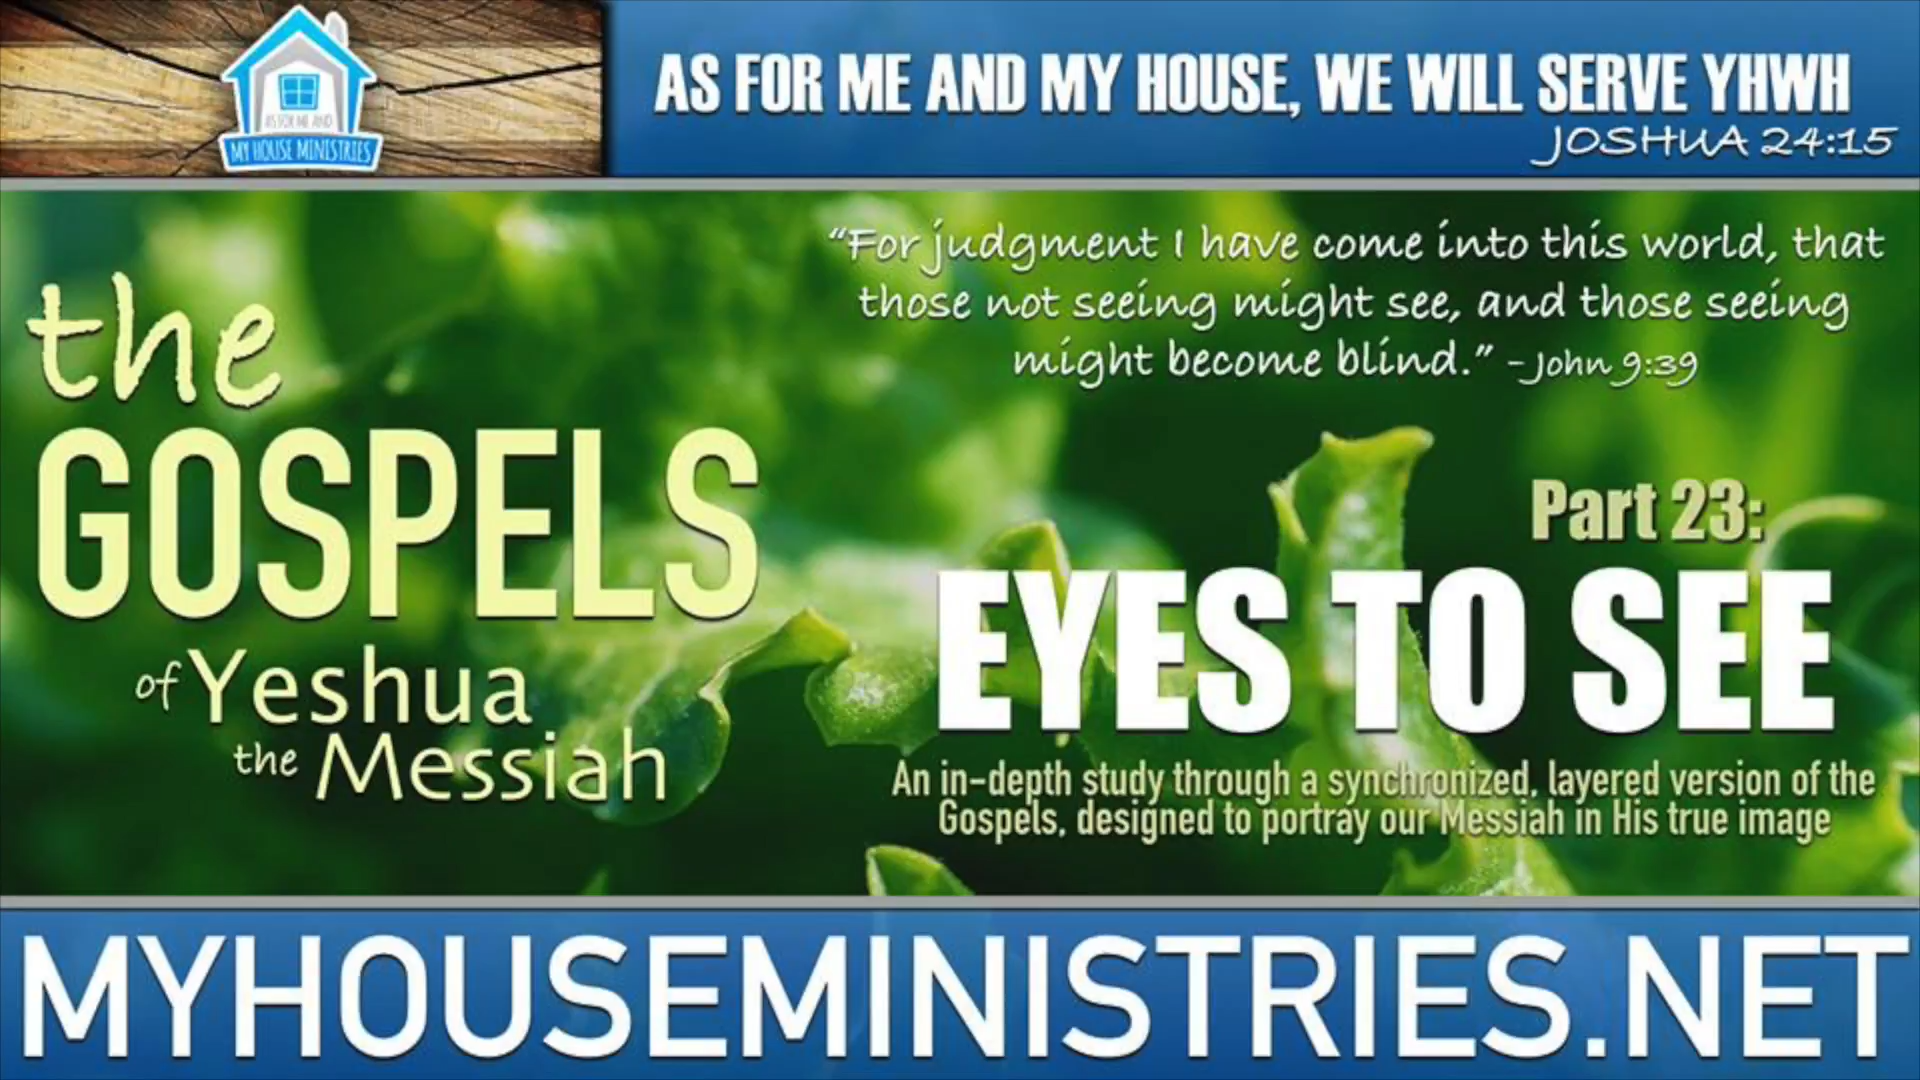 AS FOR ME AND
MY HOUSE MINISTRIES
AS FOR ME AND MY HOUSE, WE WILL SERVE YHWH
JOSHUA 24:15
"For judgment I have come into this world, that
those not seeing might see, and those seeing
might become blind." -John 9:39
the
GOSPELS
of Yeshua
the Messiah
Part 23:
EYES TO SEE
An in-depth study through a synchronized, layered version of the
Gospels, designed to portray our Messiah in His true image
MYHOUSEMINISTRIES.NET